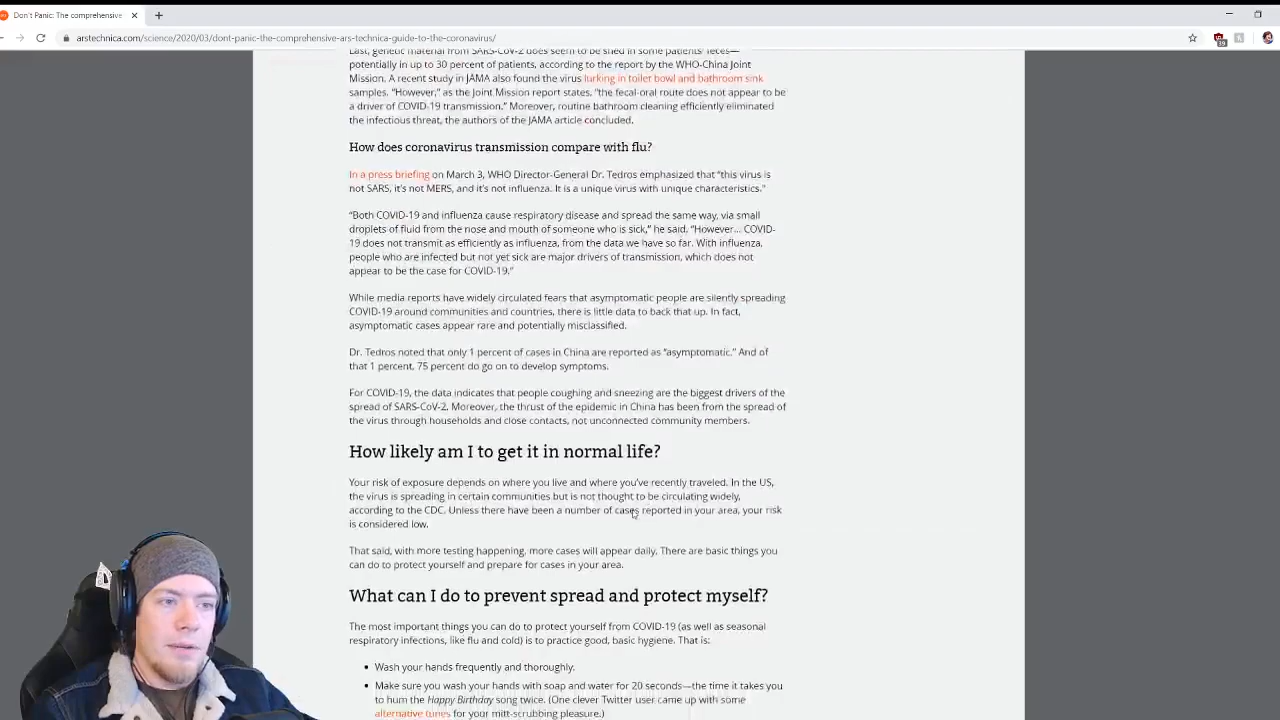 Don't Panic: The comprehensive
arstechnica.com/science/2020/03/dont-panic-the-comprehensive-ars-technica-guide-to-the-coronavirus/
Last, genetic material from SARS-CoV-2 does seem to be shed in some patients' feces—
potentially in up to 30 percent of patients, according to the report by the WHO-China Joint
Mission. A recent study in JAMA also found the virus lurking in toilet bowl and bathroom sink
samples. "However," as the Joint Mission report states, "the fecal-oral route does not appear to be
a driver of COVID-19 transmission." Moreover, routine bathroom cleaning efficiently eliminated
the infectious threat, the authors of the JAMA article concluded.
How does coronavirus transmission compare with flu?
In a press briefing on March 3, WHO Director-General Dr. Tedros emphasized that "this virus is
not SARS, it's not MERS, and it's not influenza. It is a unique virus with unique characteristics."
"Both COVID-19 and influenza cause respiratory disease and spread the same way, via small
droplets of fluid from the nose and mouth of someone who is sick," he said. "However... COVID-
19 does not transmit as efficiently as influenza, from the data we have so far. With influenza,
people who are infected but not yet sick are major drivers of transmission, which does not
appear to be the case for COVID-19."
While media reports have widely circulated fears that asymptomatic people are silently spreading
COVID-19 around communities and countries, there is little data to back that up. In fact,
asymptomatic cases appear rare and potentially misclassified.
Dr. Tedros noted that only 1 percent of cases in China are reported as "asymptomatic." And of
that 1 percent, 75 percent do go on to develop symptoms.
For COVID-19, the data indicates that people coughing and sneezing are the biggest drivers of the
spread of SARS-CoV-2. Moreover, the thrust of the epidemic in China has been from the spread of
the virus through households and close contacts, not unconnected community members.
How likely am I to get it in normal life?
Your risk of exposure depends on where you live and where you've recently traveled. In the US,
the virus is spreading in certain communities but is not thought to be circulating widely,
according to the CDC. Unless there have been a number of cases reported in your area, your risk
is considered low.
That said, with more testing happening, more cases will appear daily. There are basic things you
can do to protect yourself and prepare for cases in your area.
What can I do to prevent spread and protect myself?
The most important things you can do to protect yourself from COVID-19 (as well as seasonal
respiratory infections, like flu and cold) is to practice good, basic hygiene. That is:
• Wash your hands frequently and thoroughly.
• Make sure you wash your hands with soap and water for 20 seconds—the time it takes you
to hum the Happy Birthday song twice. (One clever Twitter user came up with some
alternative tunes for your mitt-scrubbing pleasure.)